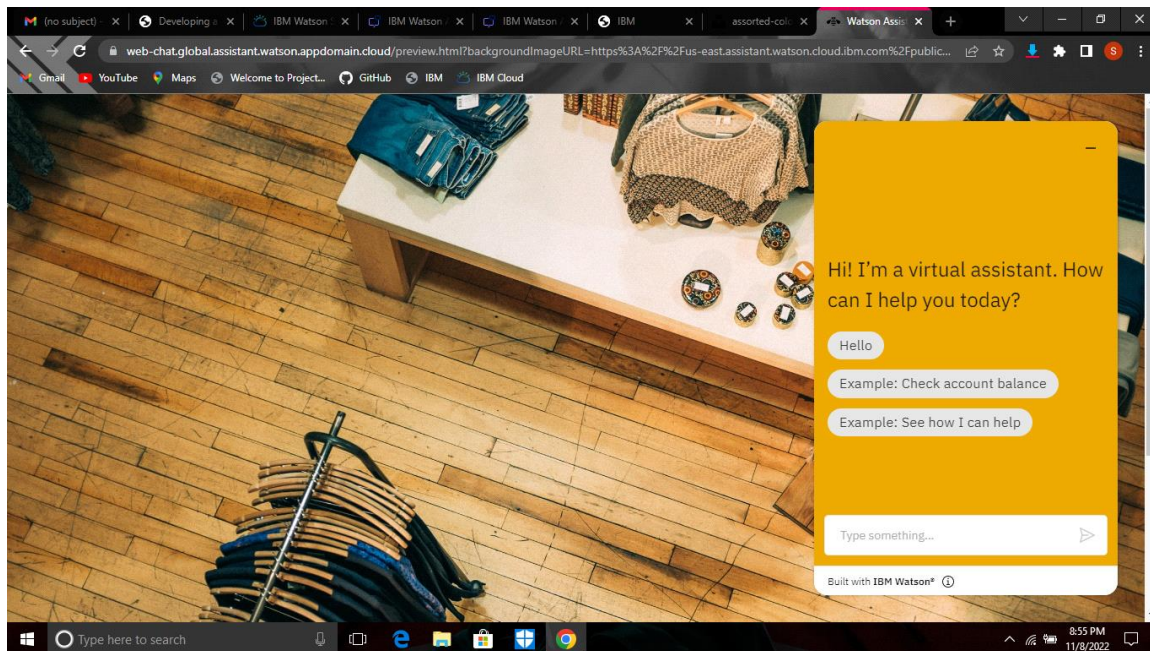 (no subject) -
Developing a
IBM Watson
IBM Watson
IBM Watson
IBM
assorted-colo
Watson Assis
web-chat.global.assistant.watson.appdomain.cloud/preview.html?backgroundImageURL=https%3A%2F%2Fus-east.assistant.watson.cloud.ibm.com%2Fpublic...
S
Gmail
YouTube
Maps
Welcome to Project...
GitHub
IBM
IBM Cloud
Hi! I’m a virtual assistant. How
can I help you today?
Hello
Example: Check account balance
Example: See how I can help
Type something...
Built with IBM Watson®
Type here to search
8:55 PM
11/8/2022